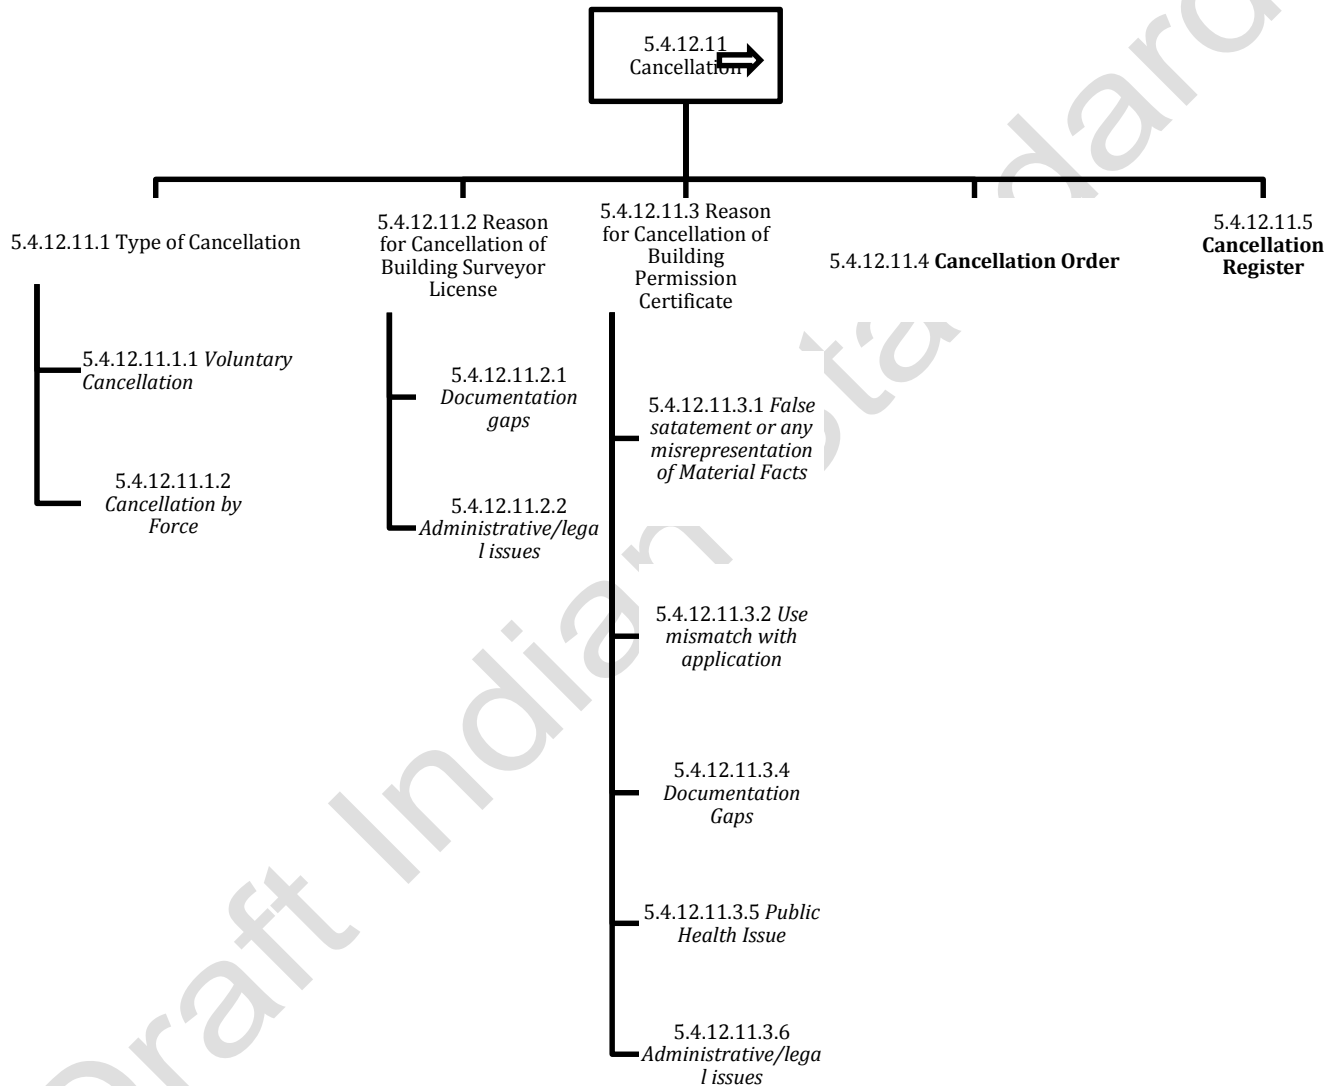 5.4.12.11
Cancellation
5.4.12.11.1 Type of Cancellation
5.4.12.11.1.1 Voluntary
Cancellation
5.4.12.11.1.2
Cancellation by
Force
5.4.12.11.2 Reason
for Cancellation of
Building Surveyor
License
5.4.12.11.2.1
Documentation
gaps
5.4.12.11.2.2
Administrative/lega
l issues
5.4.12.11.3 Reason
for Cancellation of
Building
Permission
Certificate
5.4.12.11.3.1 False
satatement or any
misrepresentation
of Material Facts
5.4.12.11.3.2 Use
mismatch with
application
5.4.12.11.3.4
Documentation
Gaps
5.4.12.11.3.5 Public
Health Issue
5.4.12.11.3.6
Administrative/lega
l issues
5.4.12.11.4 Cancellation Order
5.4.12.11.5
Cancellation
Register
Draft Indian Standard